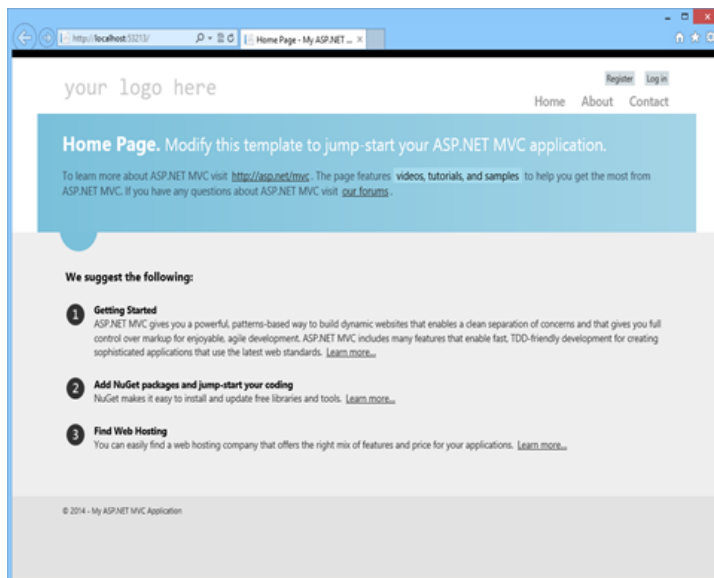 http://localhost:53213/
Home Page - My ASP.NET ...
your logo here
Register Log in
Home About Contact
Home Page. Modify this template to jump-start your ASP.NET MVC application.
To learn more about ASP.NET MVC visit http://asp.net/mvc. The page features videos, tutorials, and samples to help you get the most from
ASP.NET MVC. If you have any questions about ASP.NET MVC visit our forums.
We suggest the following:
1 Getting Started
ASP.NET MVC gives you a powerful, patterns-based way to build dynamic websites that enables a clean separation of concerns and that gives you full
control over markup for enjoyable, agile development. ASP.NET MVC includes many features that enable fast, TDD-friendly development for creating
sophisticated applications that use the latest web standards. Learn more...
2 Add NuGet packages and jump-start your coding
NuGet makes it easy to install and update free libraries and tools. Learn more...
3 Find Web Hosting
You can easily find a web hosting company that offers the right mix of features and price for your applications. Learn more...
© 2014 - My ASP.NET MVC Application